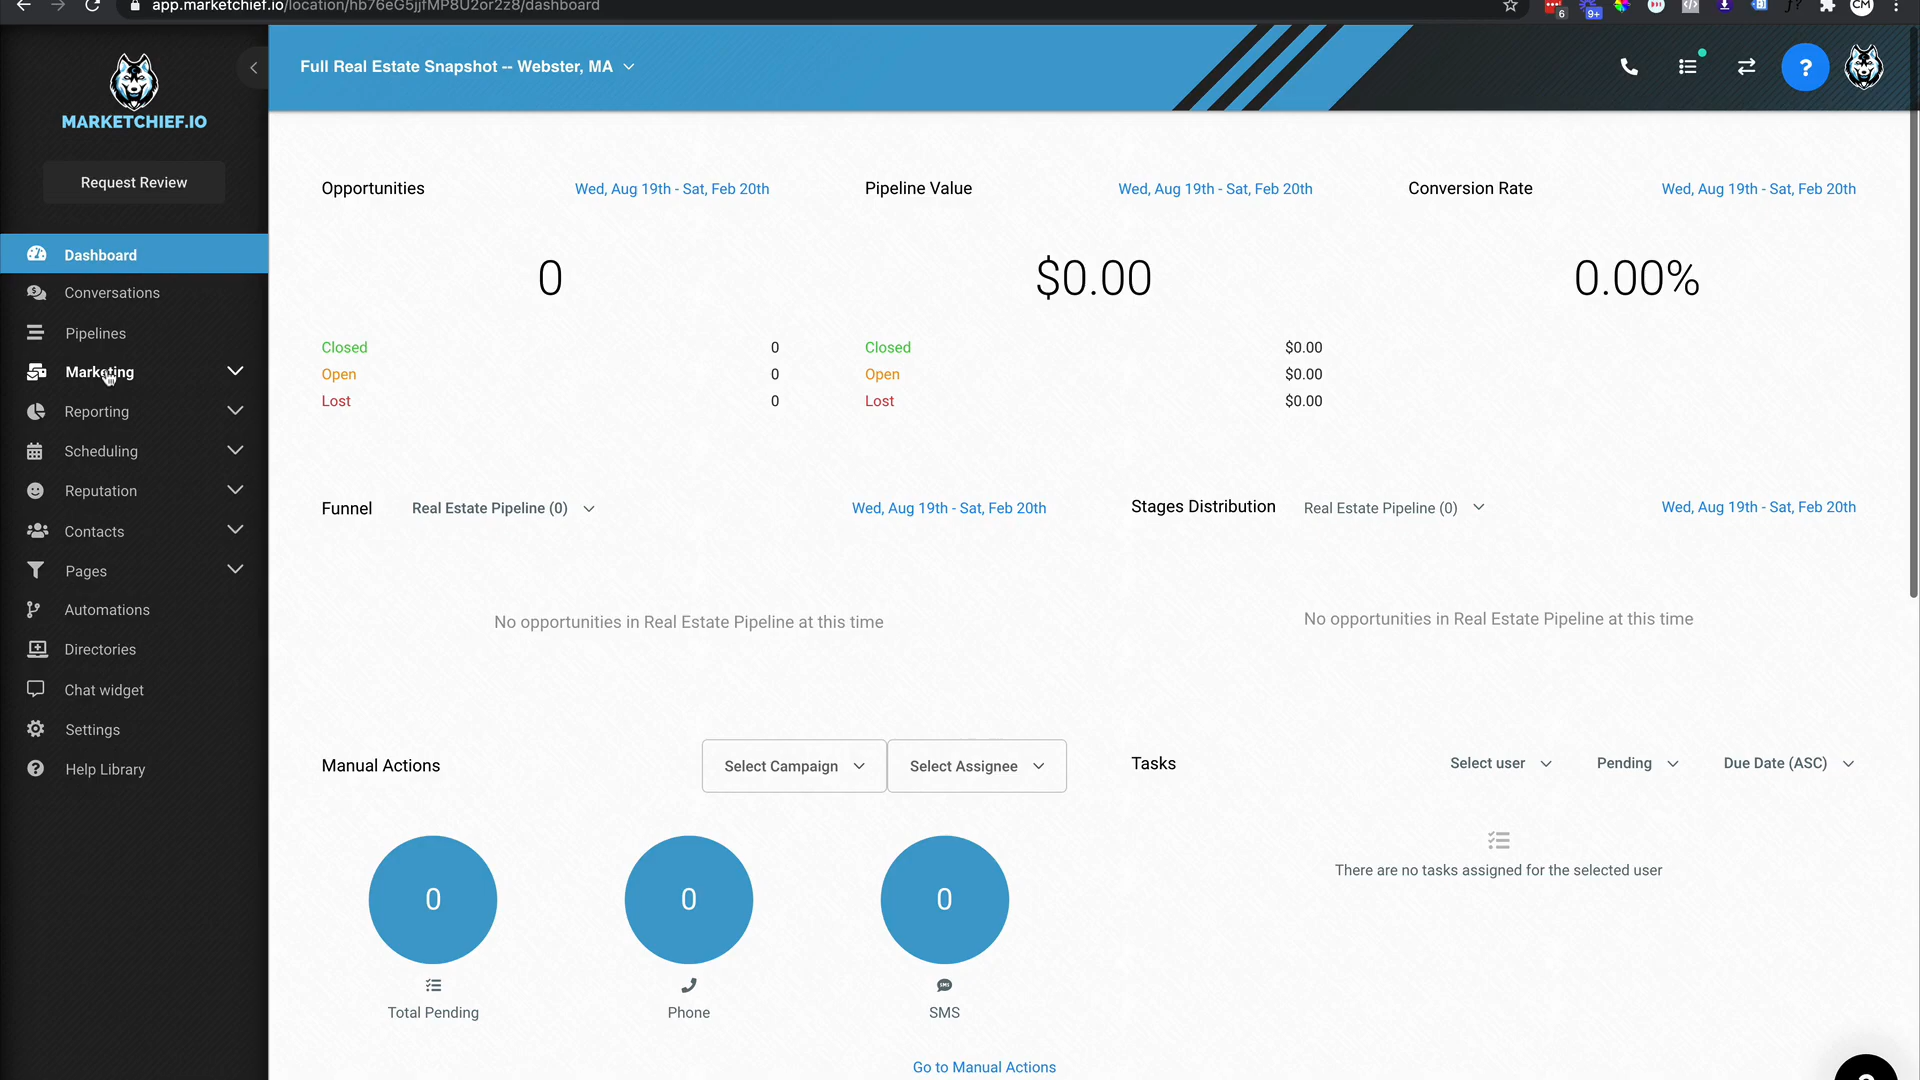 app.marketchief.io/location/hb76eG5jjfMP8U2or2z8/dashboard
6
9+
CM
MARKETCHIEF.IO
Request Review
Dashboard
Conversations
Pipelines
Marketing
Reporting
Scheduling
Reputation
Contacts
Pages
Automations
Directories
Chat widget
Settings
Help Library
Full Real Estate Snapshot -- Webster, MA
?
Opportunities
Wed, Aug 19th - Sat, Feb 20th
0
Closed 0
Open 0
Lost 0
Pipeline Value
Wed, Aug 19th - Sat, Feb 20th
$0.00
Closed $0.00
Open $0.00
Lost $0.00
Conversion Rate
Wed, Aug 19th - Sat, Feb 20th
0.00%
Funnel
Real Estate Pipeline (0)
Wed, Aug 19th - Sat, Feb 20th
No opportunities in Real Estate Pipeline at this time
Stages Distribution
Real Estate Pipeline (0)
Wed, Aug 19th - Sat, Feb 20th
No opportunities in Real Estate Pipeline at this time
Manual Actions
Select Campaign
Select Assignee
0
Total Pending
0
Phone
0
SMS
SMS
Go to Manual Actions
Tasks
Select user
Pending
Due Date (ASC)
There are no tasks assigned for the selected user